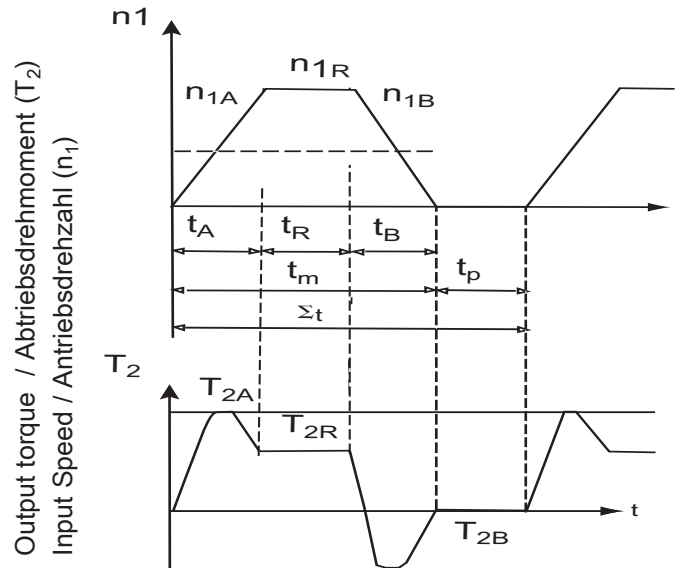 Output torque / Abtriebsdrehmoment (T₂)
Input Speed / Antriebsdrehzahl (n₁)
n1
n₁R
n₁A
n₁B
tA tR tB
tm tp
Σt
T₂
T₂A
T₂R
t
T₂B